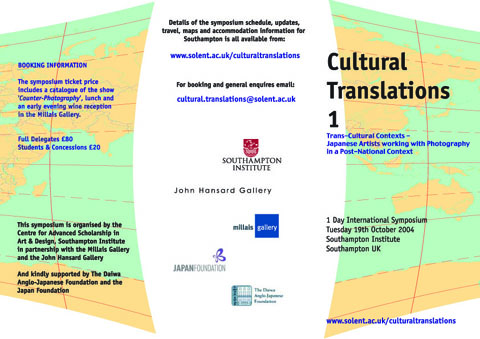 BOOKING INFORMATION
The symposium ticket price
includes a catalogue of the show
'Counter-Photography', lunch and
an early evening wine reception
in the Millais Gallery.
Full Delegates £80
Students & Concessions £20
This symposium is organised by the
Centre for Advanced Scholarship in
Art & Design, Southampton Institute
in partnership with the Millais Gallery
and the John Hansard Gallery
And kindly supported by The Daiwa
Anglo-Japanese Foundation and the
Japan Foundation
Details of the symposium schedule, updates,
travel, maps and accommodation information for
Southampton is all available from:
www.solent.ac.uk/culturaltranslations
For booking and general enquires email:
cultural.translations@solent.ac.uk
SOUTHAMPTON
INSTITUTE
John Hansard Gallery
millais gallery
JAPANFOUNDATION
The Daiwa
Anglo-Japanese
Foundation
Cultural
Translations
1
Trans-Cultural Contexts -
Japanese Artists working with Photography
in a Post-National Context
1 Day International Symposium
Tuesday 19th October 2004
Southampton Institute
Southampton UK
www.solent.ac.uk/culturaltranslations